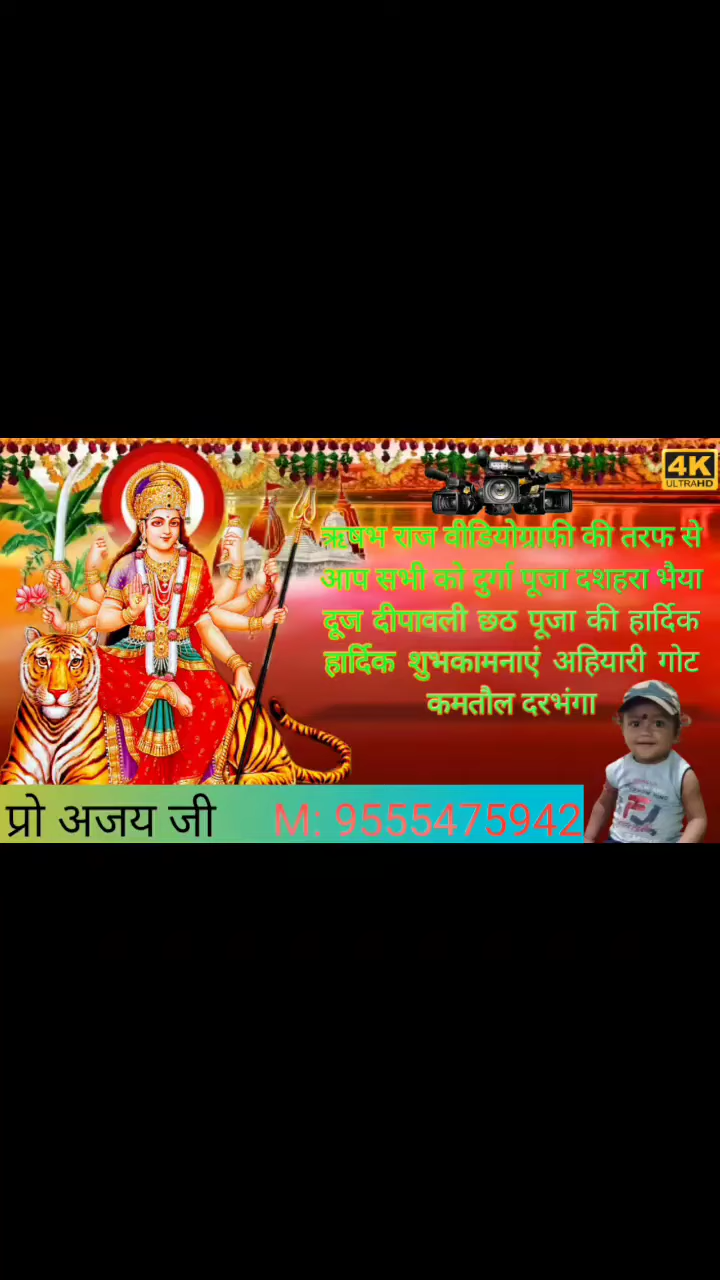 4K
ULTRAHD
ऋषभ राज वीडियोग्राफी की तरफ से
आप सभी को दुर्गा पूजा दशहरा भैया
दूज दीपावली छठ पूजा की हार्दिक
हार्दिक शुभकामनाएं अहियारी गोट
कमतौल दरभंगा
प्रो अजय जी M: 9555475942